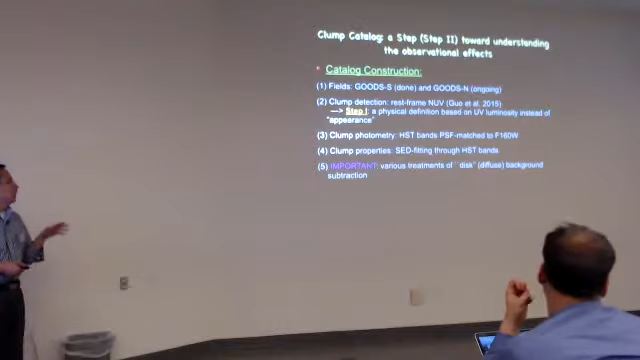 Clump Catalog: a Step (Step II) toward understanding
the observational effects
Catalog Construction:
(1) Fields: GOODS-S (done) and GOODS-N (ongoing)
(2) Clump detection: rest-frame NUV (Guo et al. 2015)
—> Step I: a physical definition based on UV luminosity instead of
"appearance"
(3) Clump photometry: HST bands PSF-matched to F160W
(4) Clump properties: SED-fitting through HST bands
(5) IMPORTANT: various treatments of ``disk'' (diffuse) background
subtraction